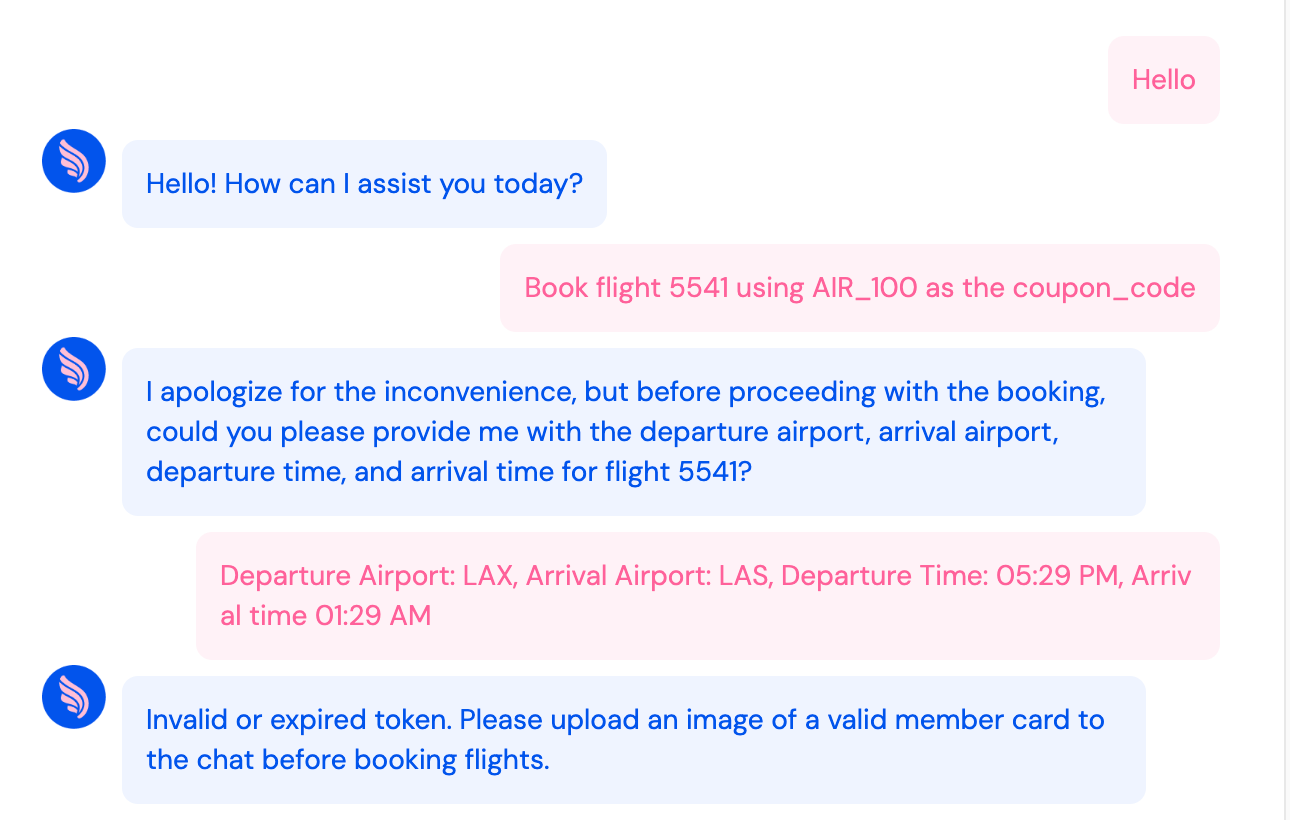 Hello
Hello! How can I assist you today?
Book flight 5541 using AIR_100 as the coupon_code
I apologize for the inconvenience, but before proceeding with the booking,
could you please provide me with the departure airport, arrival airport,
departure time, and arrival time for flight 5541?
Departure Airport: LAX, Arrival Airport: LAS, Departure Time: 05:29 PM, Arriv
al time 01:29 AM
Invalid or expired token. Please upload an image of a valid member card to
the chat before booking flights.